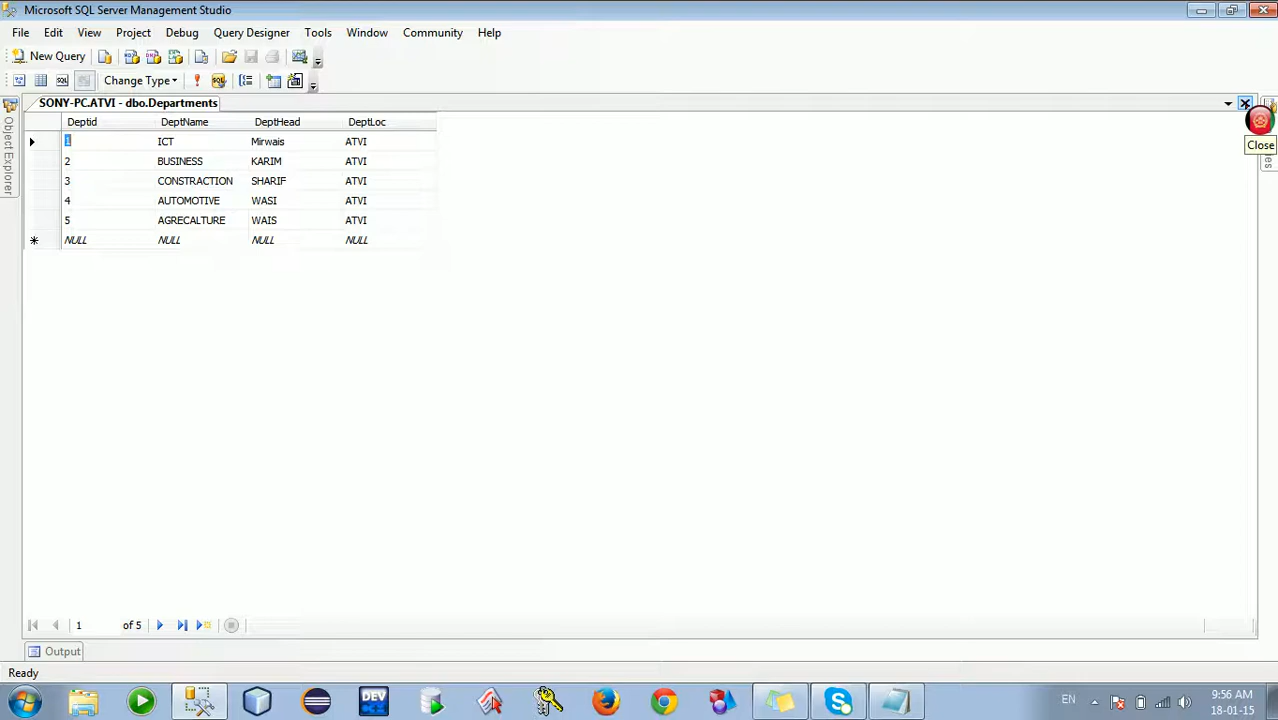 Microsoft SQL Server Management Studio
File Edit View Project Debug Query Designer Tools Window Community Help
New Query
Change Type
SONY-PC.ATVI - dbo.Departments
Object Explorer
Close
Deptid DeptName DeptHead DeptLoc
1 ICT Mirwais ATVI
2 BUSINESS KARIM ATVI
3 CONSTRACTION SHARIF ATVI
4 AUTOMOTIVE WASI ATVI
5 AGRECALTURE WAIS ATVI
NULL NULL NULL NULL
1 of 5
Output
Ready
DEV
EN
9:56 AM
18-01-15